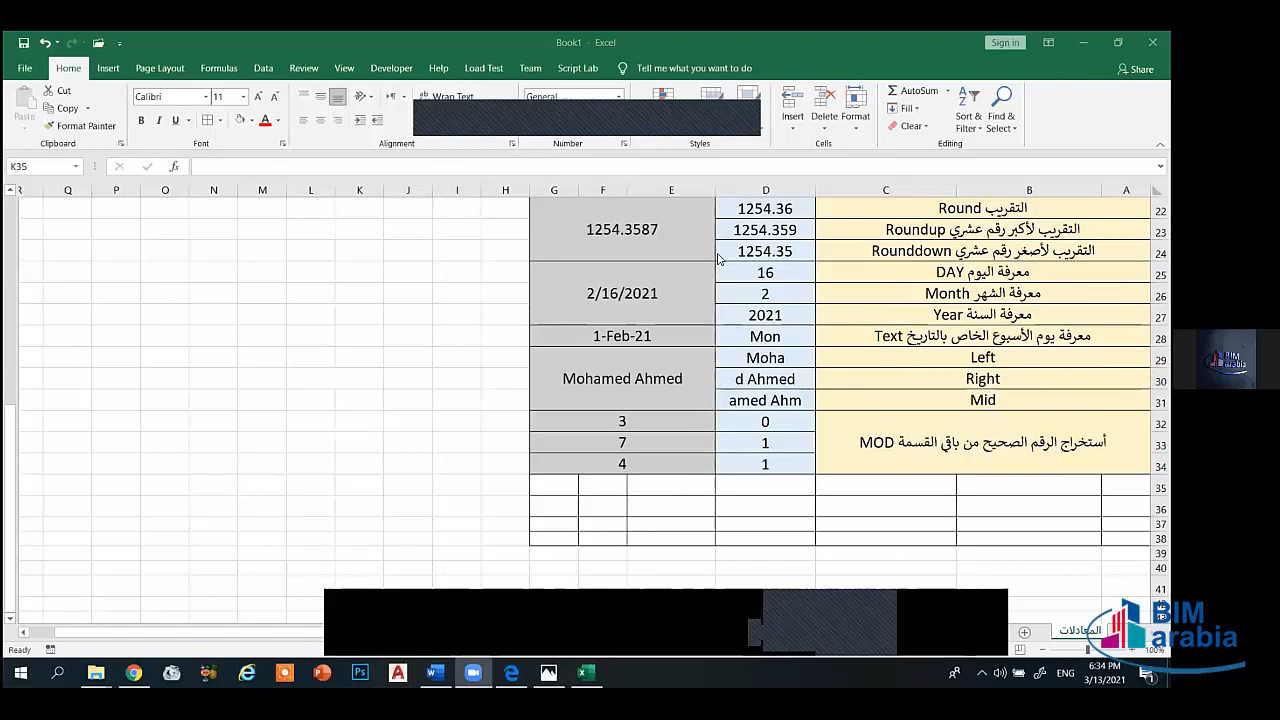 Book1 - Excel
Sign in
File Home Insert Page Layout Formulas Data Review View Developer Help Load Test Team Script Lab Tell me what you want to do Share
Paste
Cut
Copy
Format Painter
Calibri 11
B I U A
Wrap Text
General
Insert Delete Format
AutoSum
Fill
Clear
Sort & Filter
Find & Select
Clipboard Font Alignment Number Styles Cells Editing
K35 fx
R Q P O N M L K J I H G F E D C B A
22 التقريب Round 1254.36
23 التقريب لأكبر رقم عشري Roundup 1254.359 1254.3587
24 التقريب لأصغر رقم عشري Rounddown 1254.35
25 معرفة اليوم DAY 16
26 معرفة الشهر Month 2 2/16/2021
27 معرفة السنة Year 2021
28 معرفة يوم الأسبوع الخاص بالتاريخ Text Mon 1-Feb-21
29 Left Moha
30 Right d Ahmed Mohamed Ahmed
31 Mid amed Ahm
32 0 3
33 أستخراج الرقم الصحيح من باقي القسمة MOD 1 7
34 1 4
35
36
37
38
39
40
41
المعادلات
Ready
100%
BIM
arabia
BIM
arabia
ENG
6:34 PM
3/13/2021